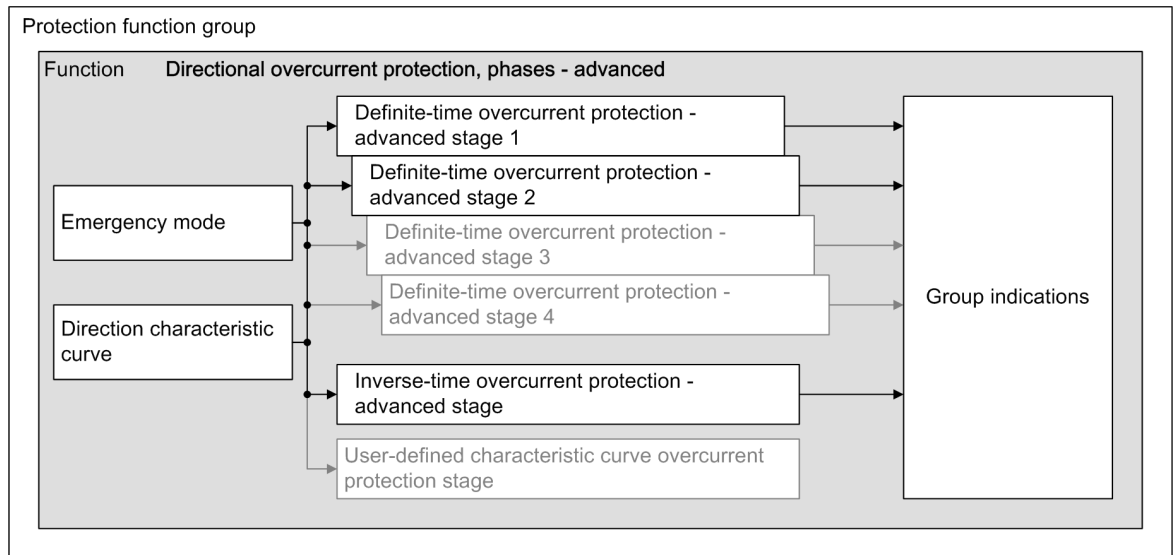 Protection function group
Function Directional overcurrent protection, phases - advanced
Definite-time overcurrent protection -
advanced stage 1
Definite-time overcurrent protection -
advanced stage 2
Emergency mode
Definite-time overcurrent protection -
advanced stage 3
Definite-time overcurrent protection -
advanced stage 4
Group indications
Direction characteristic
curve
Inverse-time overcurrent protection -
advanced stage
User-defined characteristic curve overcurrent
protection stage